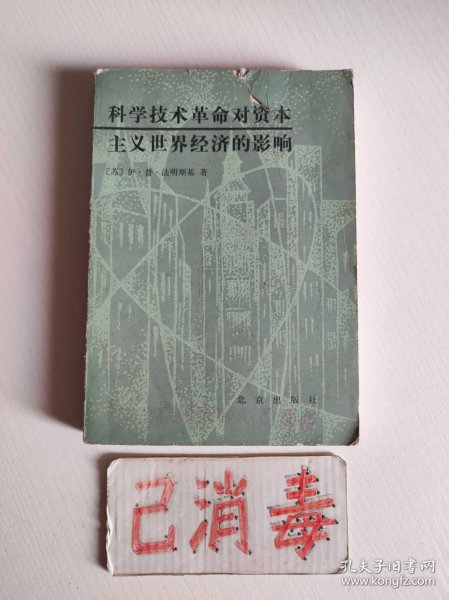 科学技术革命对资本
主义世界经济的影响
〔苏〕伊·普·法明斯基 著
北京出版社
已消毒
孔夫子旧书网
www.kongfz.com